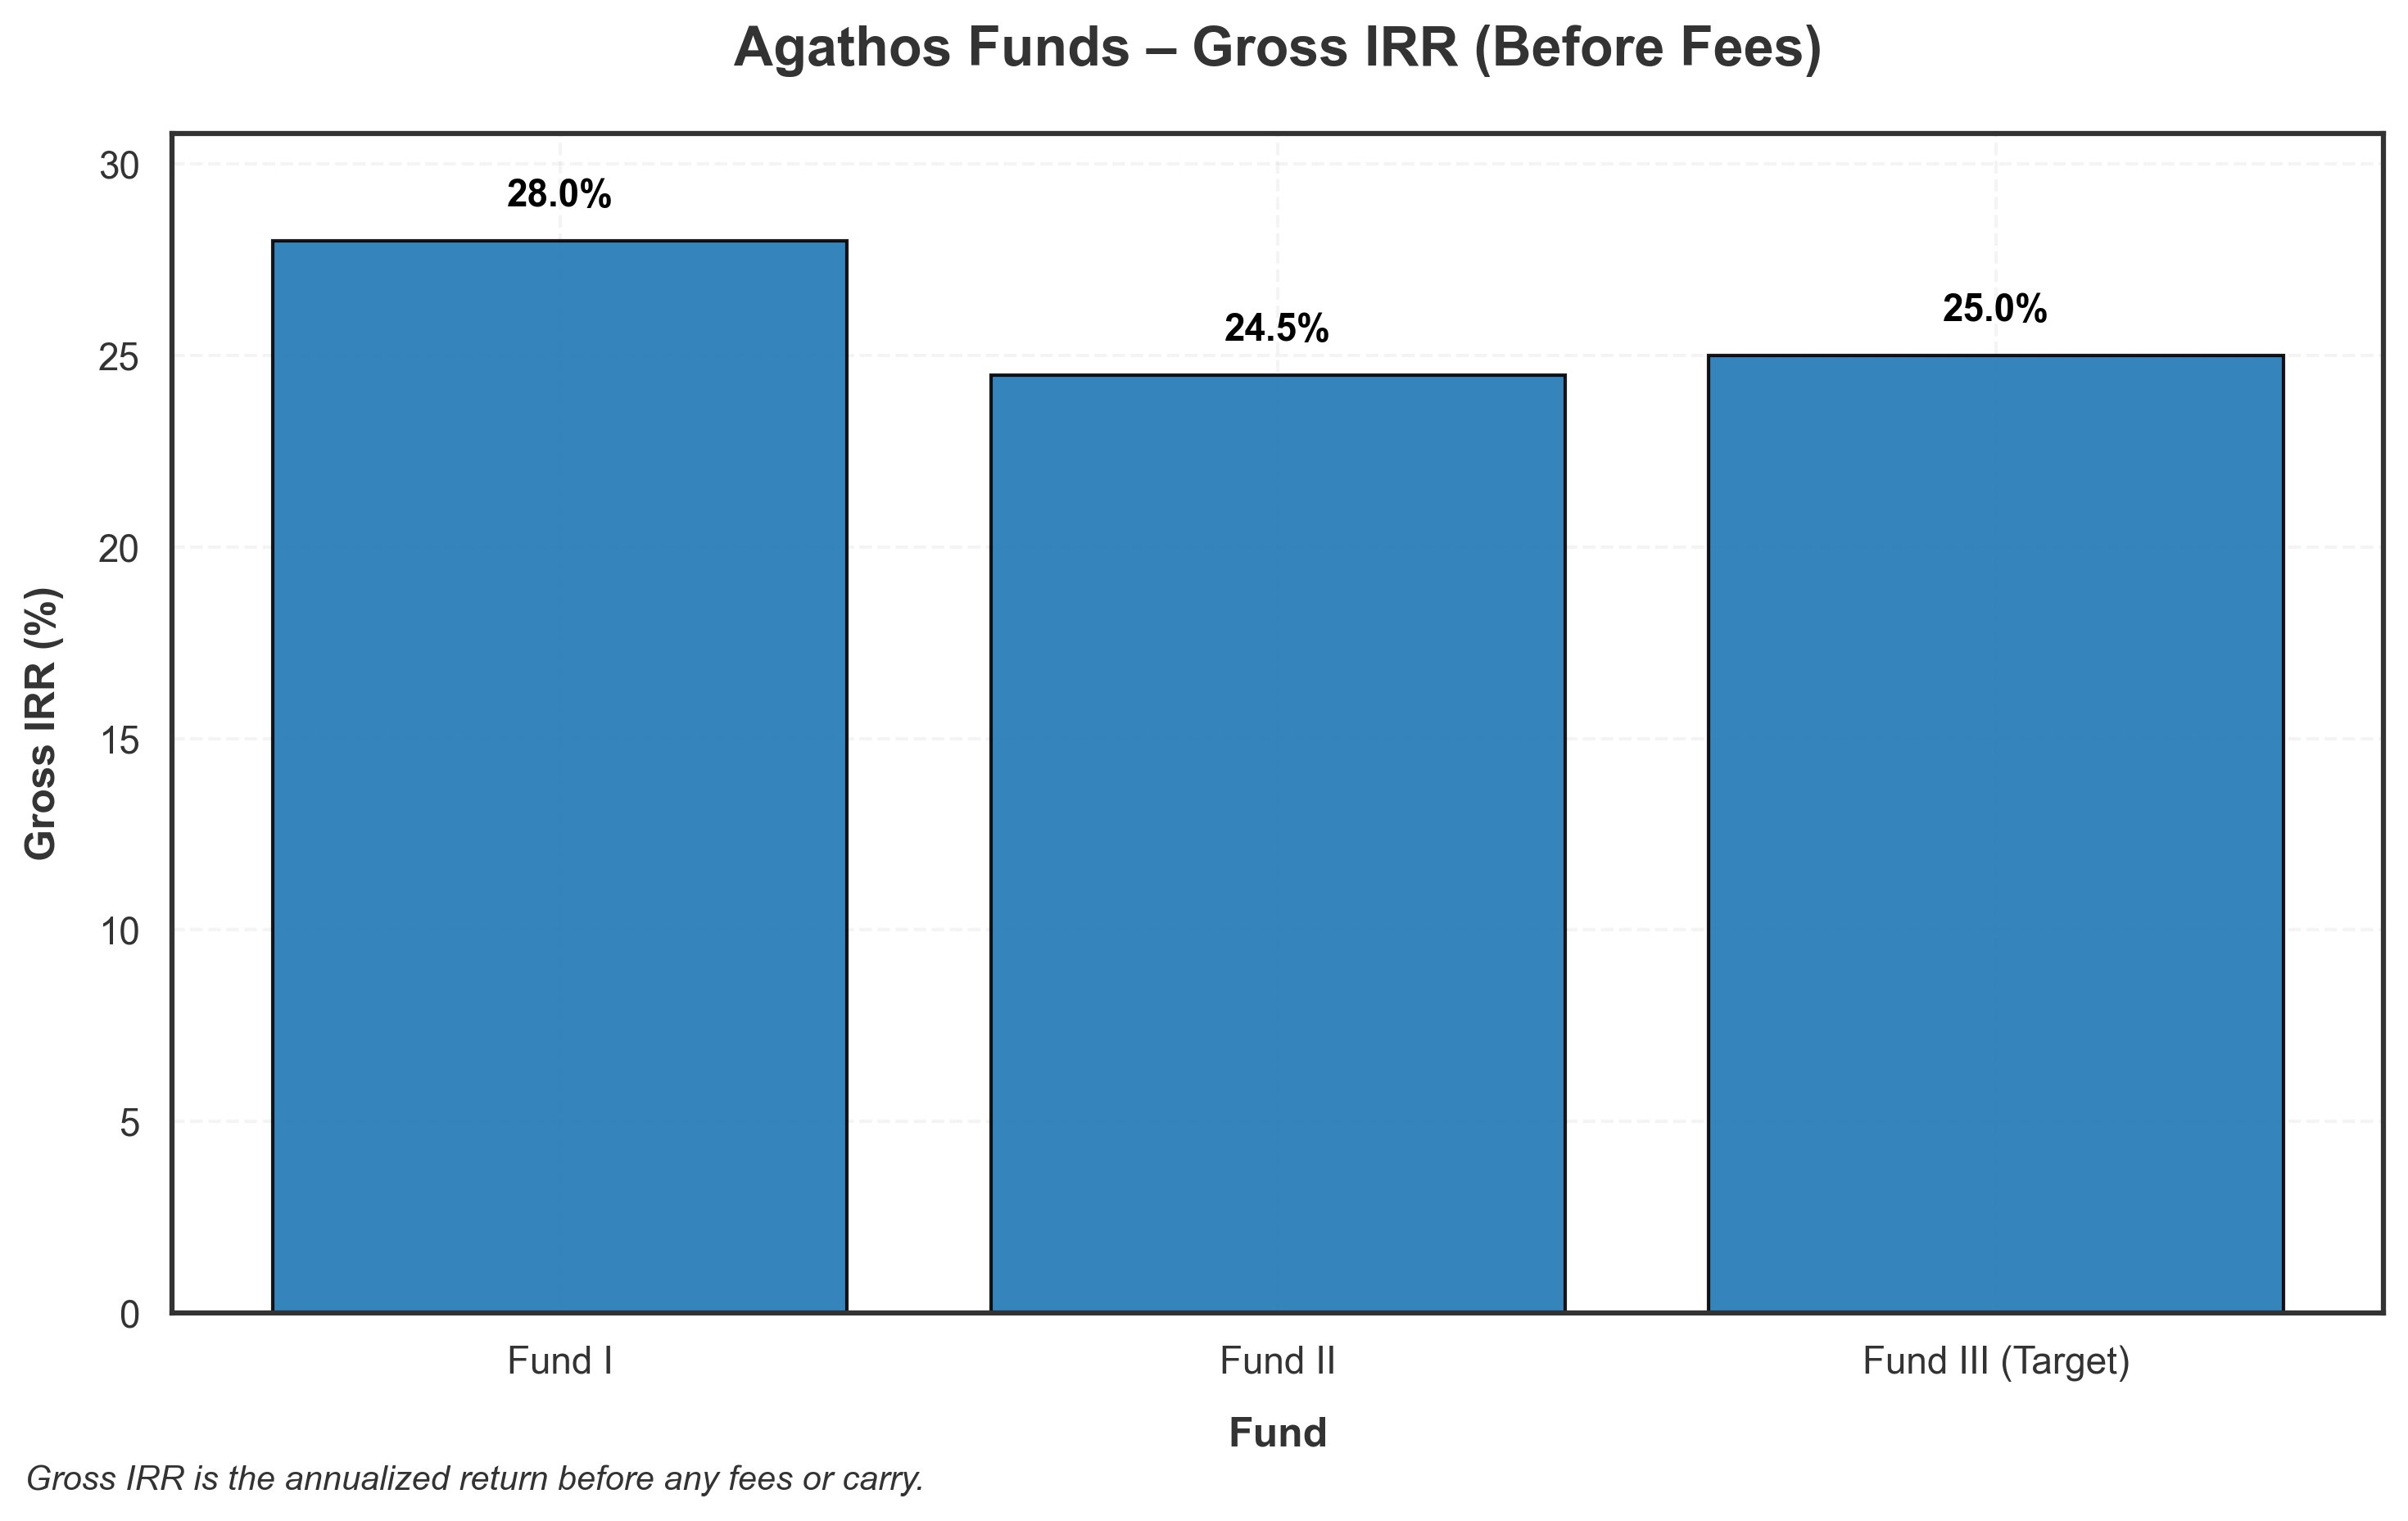 Agathos Funds – Gross IRR (Before Fees)
Gross IRR (%)
30
25
20
15
10
5
0
28.0%
24.5%
25.0%
Fund I
Fund II
Fund III (Target)
Fund
Gross IRR is the annualized return before any fees or carry.